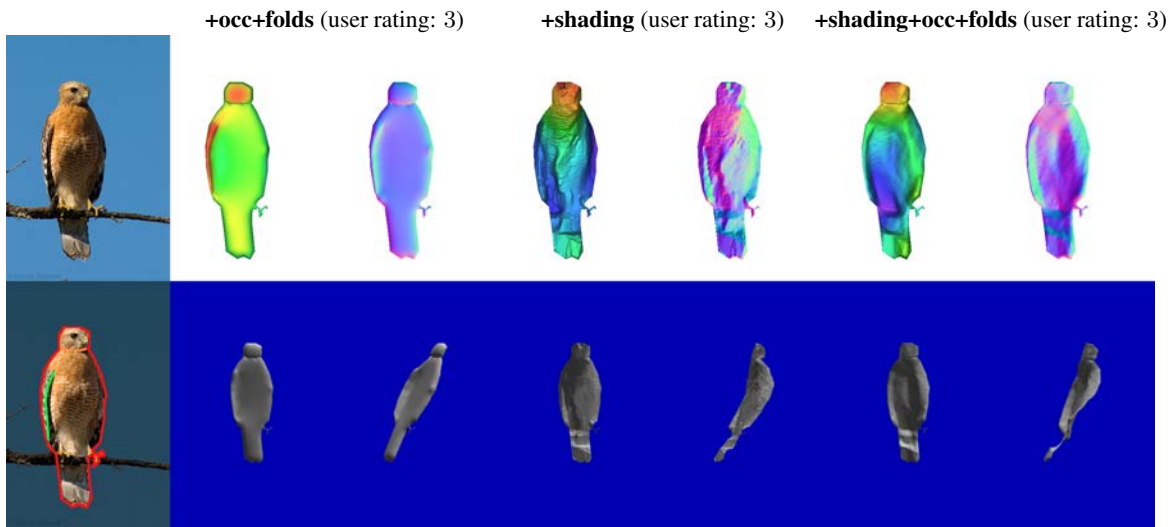 +occ+folds (user rating: 3) +shading (user rating: 3) +shading+occ+folds (user rating: 3)